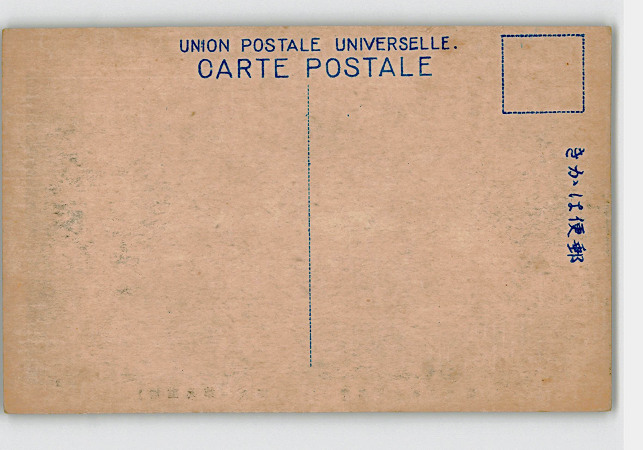 UNION POSTALE UNIVERSELLE.
CARTE POSTALE
きかは便郵